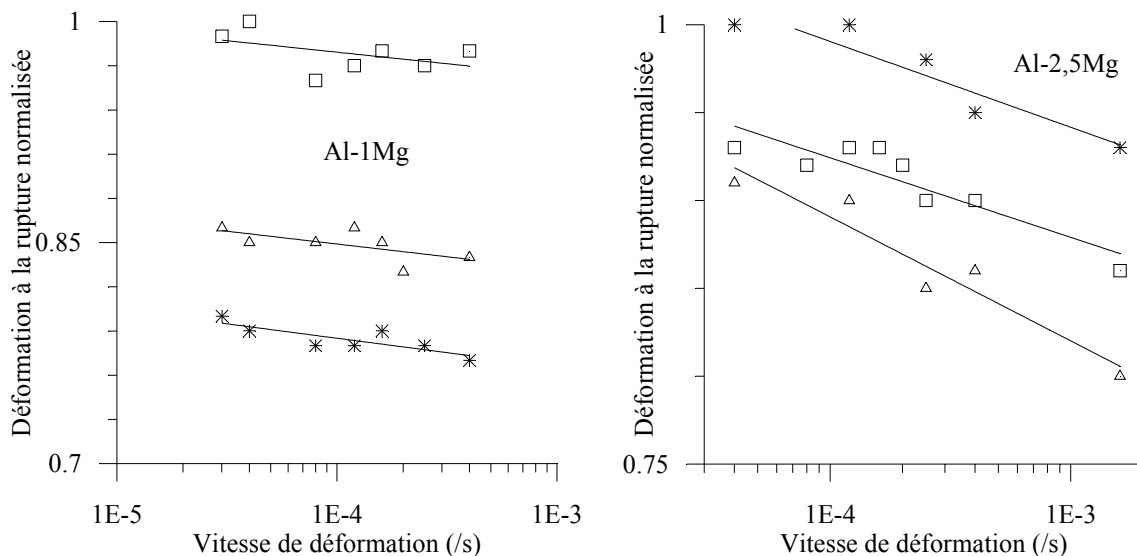 Déformation à la rupture normalisée
1
0.85
0.7
Al-1Mg
1E-5
1E-4
1E-3
Vitesse de déformation (/s)
Déformation à la rupture normalisée
1
0.75
Al-2,5Mg
1E-4
1E-3
Vitesse de déformation (/s)